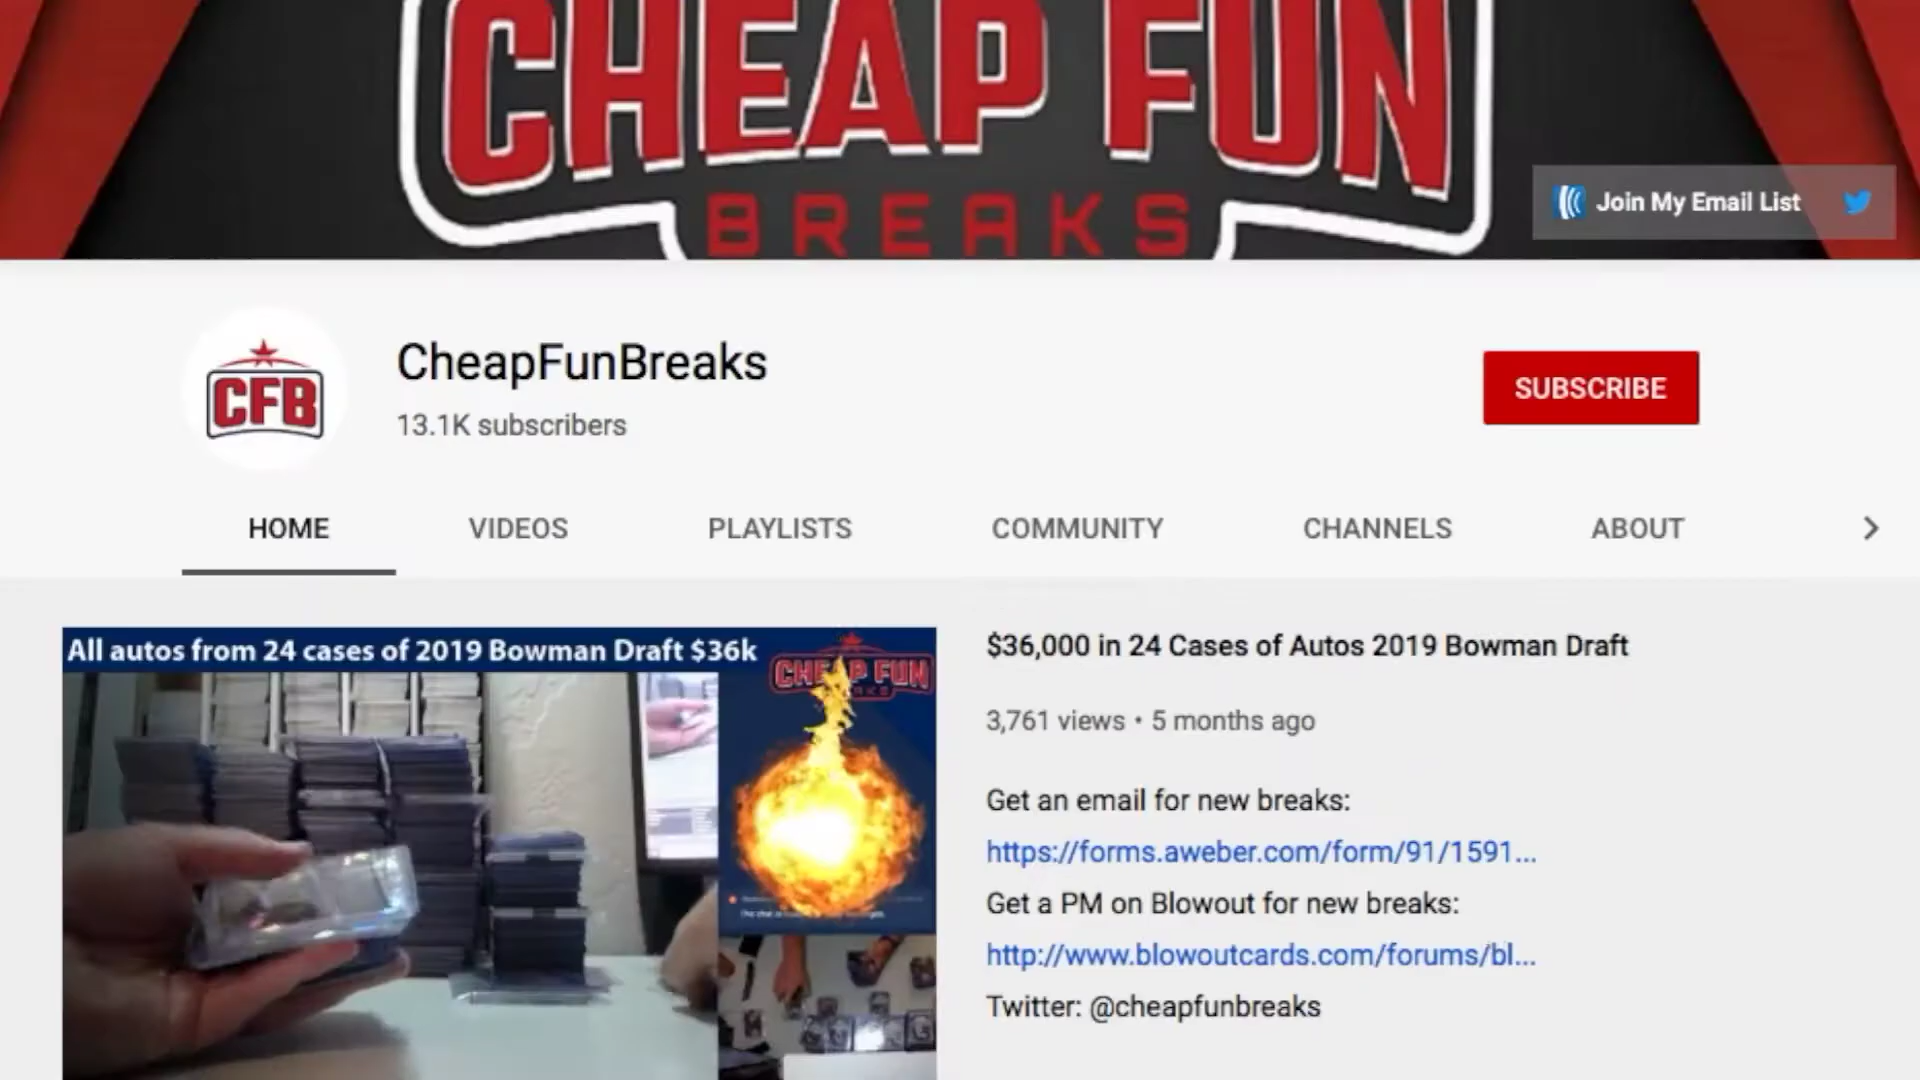 CHEAP FUN
BREAKS
Join My Email List
CFB
CheapFunBreaks
13.1K subscribers
SUBSCRIBE
HOME
VIDEOS
PLAYLISTS
COMMUNITY
CHANNELS
ABOUT
All autos from 24 cases of 2019 Bowman Draft $36k
CHEAP FUN
$36,000 in 24 Cases of Autos 2019 Bowman Draft
3,761 views • 5 months ago
Get an email for new breaks:
https://forms.aweber.com/form/91/1591...
Get a PM on Blowout for new breaks:
http://www.blowoutcards.com/forums/bl...
Twitter: @cheapfunbreaks